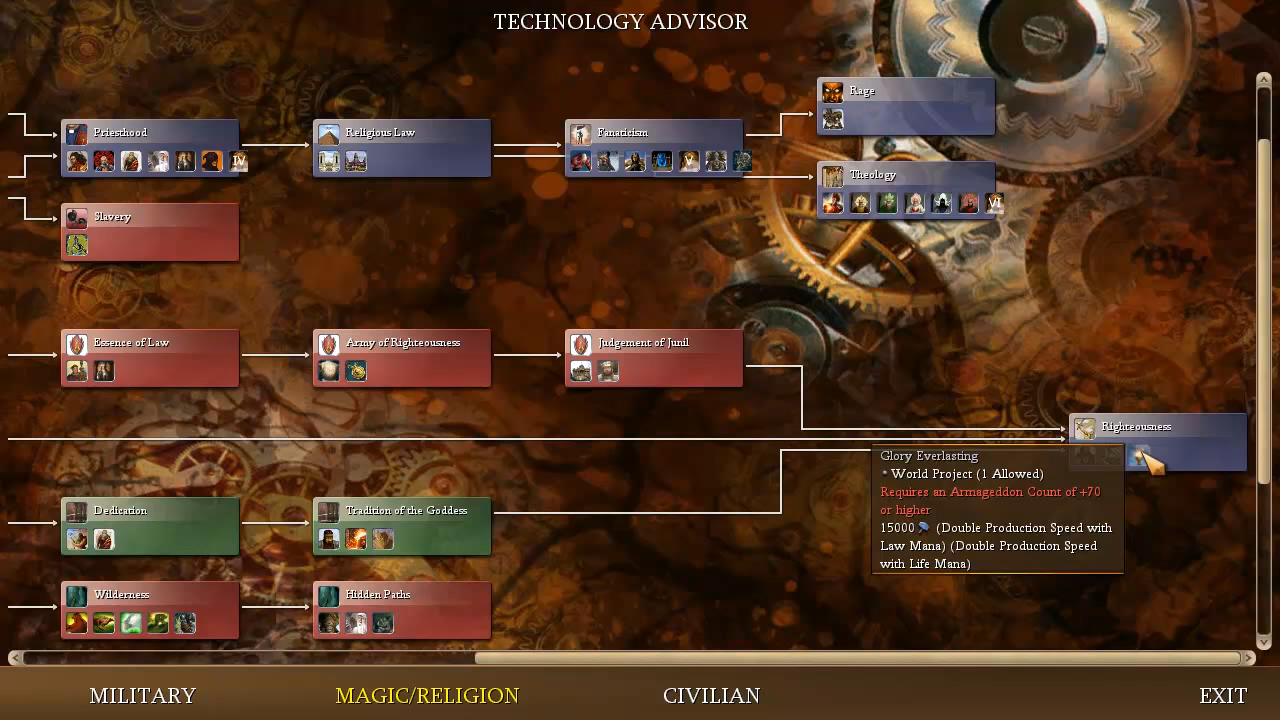 TECHNOLOGY ADVISOR
Rage
Priesthood
Religious Law
Fanaticism
IV
V
Theology
VI
Slavery
Essence of Law
Army of Righteousness
Judgement of Junil
Righteousness
Glory Everlasting
* World Project (1 Allowed)
Requires an Armageddon Count of +70
or higher
15000 (Double Production Speed with
Law Mana) (Double Production Speed
with Life Mana)
Dedication
Tradition of the Goddess
Wilderness
Hidden Paths
MILITARY
MAGIC/RELIGION
CIVILIAN
EXIT